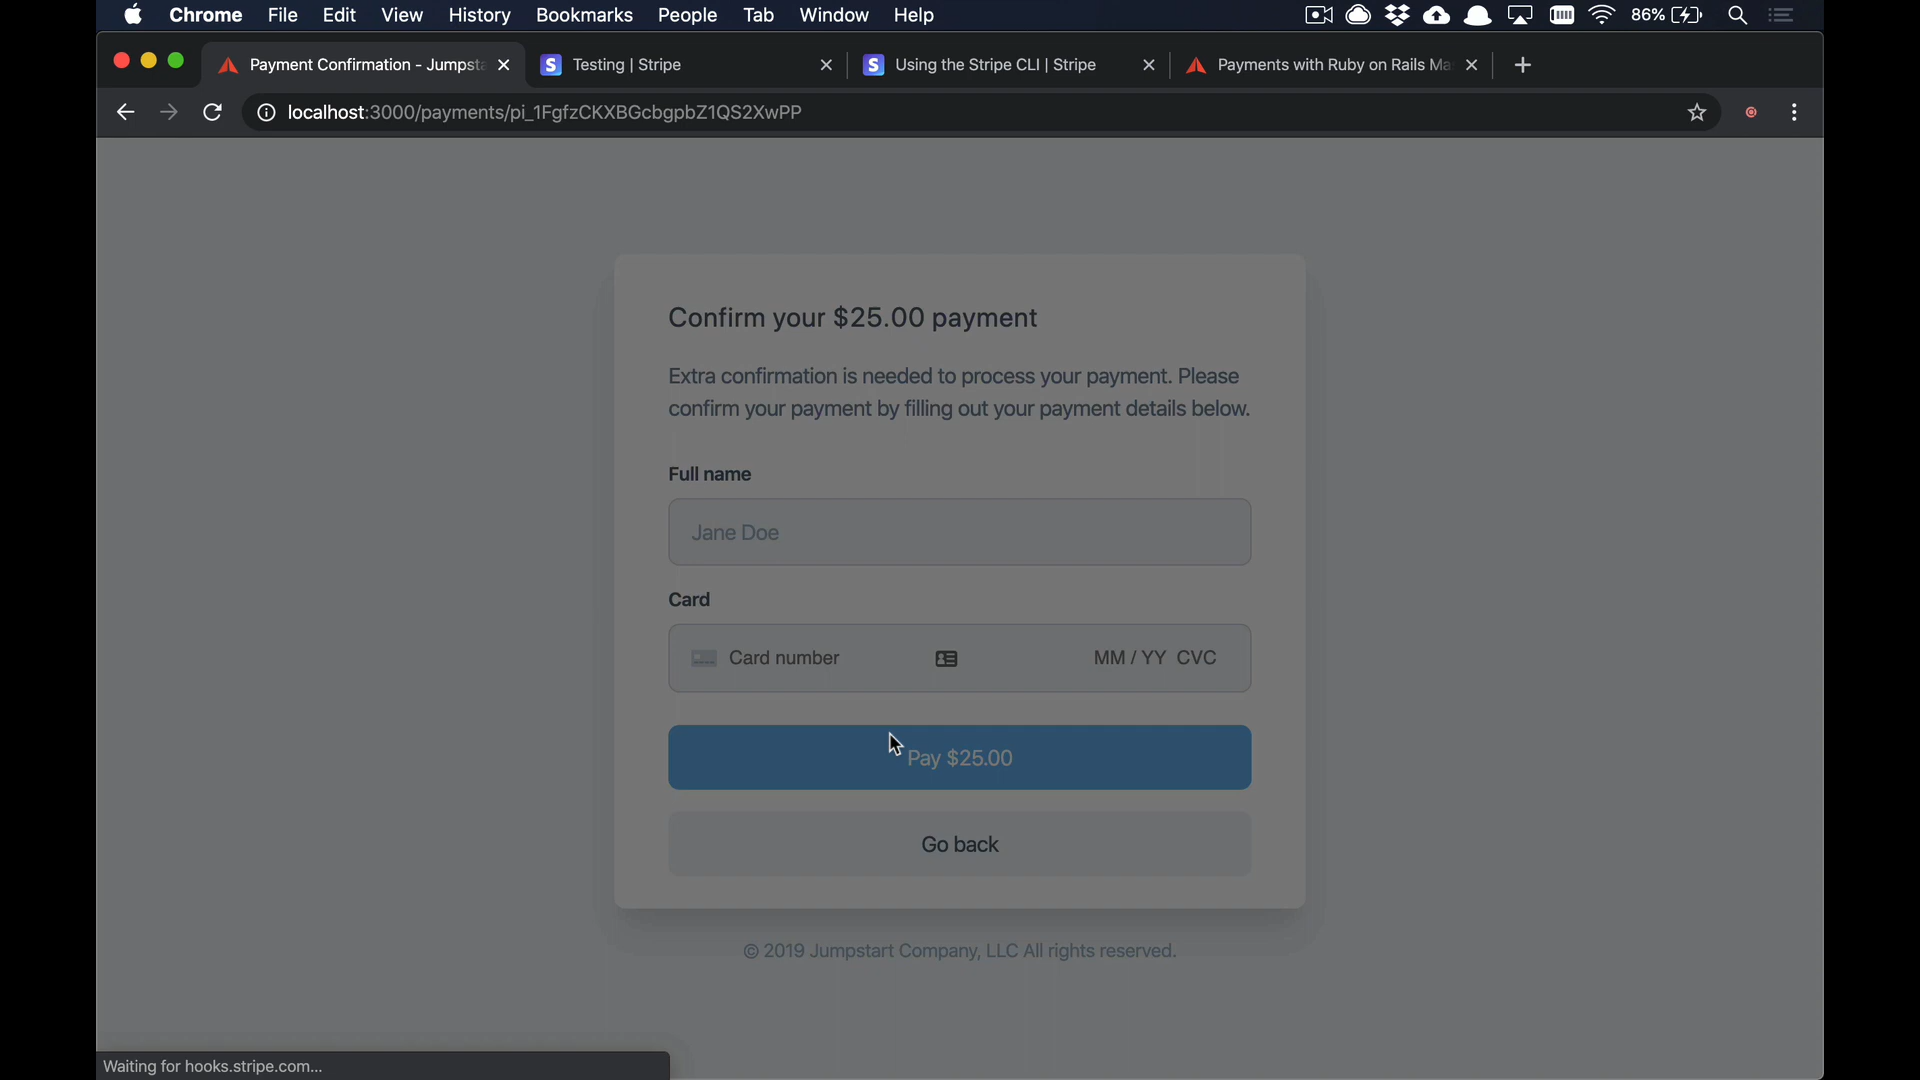 Chrome File Edit View History Bookmarks People Tab Window Help 86%
Payment Confirmation - Jumpsta Testing | Stripe Using the Stripe CLI | Stripe Payments with Ruby on Rails Ma
localhost:3000/payments/pi_1FgfzCKXBGcbgpbZ1QS2XwPP
Confirm your $25.00 payment
Extra confirmation is needed to process your payment. Please
confirm your payment by filling out your payment details below.
Full name
Jane Doe
Card
Card number MM / YY CVC
Pay $25.00
Go back
© 2019 Jumpstart Company, LLC All rights reserved.
Waiting for hooks.stripe.com...